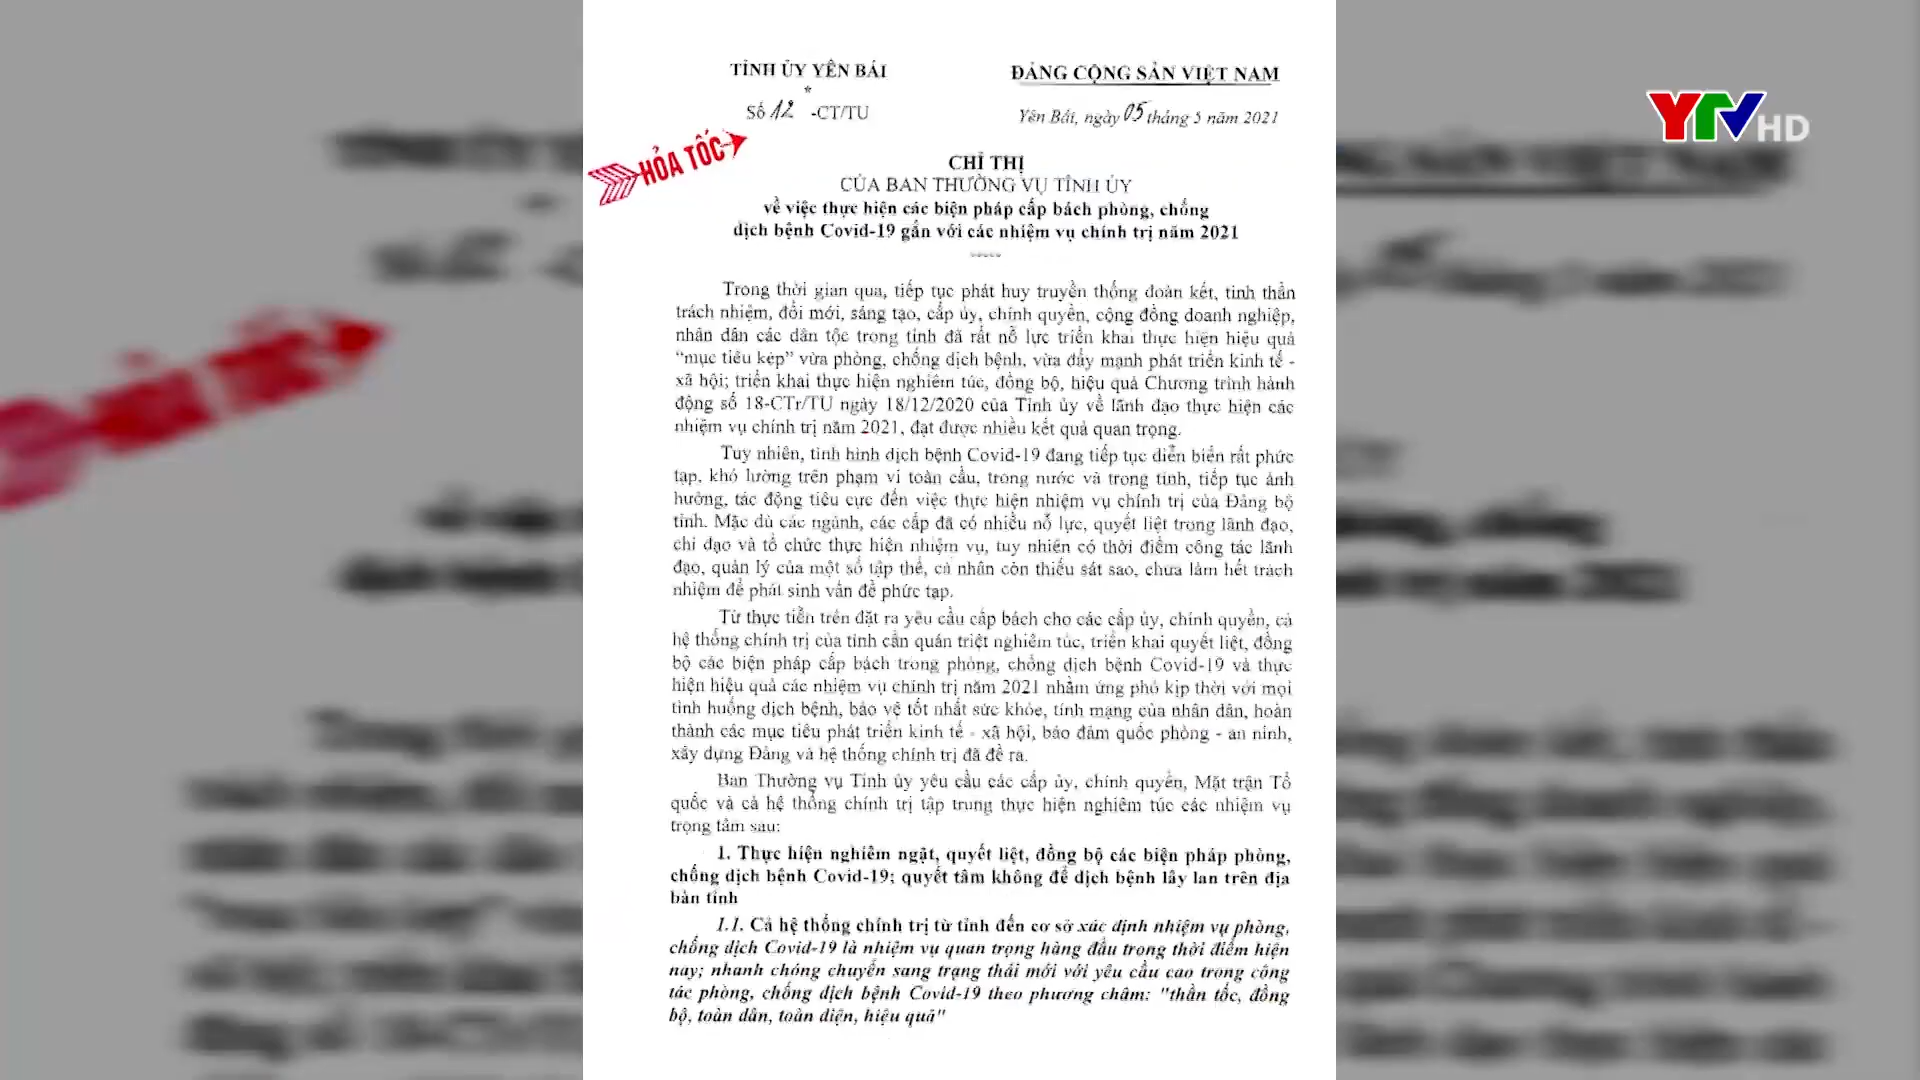 TỈNH ỦY YÊN BÁI
*
Số 12 -CT/TU
ĐẢNG CỘNG SẢN VIỆT NAM
Yên Bái, ngày 05 tháng 5 năm 2021
YTV HD
HỎA TỐC
CHỈ THỊ
CỦA BAN THƯỜNG VỤ TỈNH ỦY
về việc thực hiện các biện pháp cấp bách phòng, chống
dịch bệnh Covid-19 gắn với các nhiệm vụ chính trị năm 2021
-----
Trong thời gian qua, tiếp tục phát huy truyền thống đoàn kết, tinh thần
trách nhiệm, đổi mới, sáng tạo, cấp ủy, chính quyền, cộng đồng doanh nghiệp,
nhân dân các dân tộc trong tỉnh đã rất nỗ lực triển khai thực hiện hiệu quả
“mục tiêu kép” vừa phòng, chống dịch bệnh, vừa đẩy mạnh phát triển kinh tế -
xã hội; triển khai thực hiện nghiêm túc, đồng bộ, hiệu quả Chương trình hành
động số 18-CTr/TU ngày 18/12/2020 của Tỉnh ủy về lãnh đạo thực hiện các
nhiệm vụ chính trị năm 2021, đạt được nhiều kết quả quan trọng.
Tuy nhiên, tình hình dịch bệnh Covid-19 đang tiếp tục diễn biến rất phức
tạp, khó lường trên phạm vi toàn cầu, trong nước và trong tỉnh, tiếp tục ảnh
hưởng, tác động tiêu cực đến việc thực hiện nhiệm vụ chính trị của Đảng bộ
tỉnh. Mặc dù các ngành, các cấp đã có nhiều nỗ lực, quyết liệt trong lãnh đạo,
chỉ đạo và tổ chức thực hiện nhiệm vụ, tuy nhiên có thời điểm công tác lãnh
đạo, quản lý của một số tập thể, cá nhân còn thiếu sát sao, chưa làm hết trách
nhiệm để phát sinh vấn đề phức tạp.
Từ thực tiễn trên đặt ra yêu cầu cấp bách cho các cấp ủy, chính quyền, cả
hệ thống chính trị của tỉnh cần quán triệt nghiêm túc, triển khai quyết liệt, đồng
bộ các biện pháp cấp bách trong phòng, chống dịch bệnh Covid-19 và thực
hiện hiệu quả các nhiệm vụ chính trị năm 2021 nhằm ứng phó kịp thời với mọi
tình huống dịch bệnh, bảo vệ tốt nhất sức khỏe, tính mạng của nhân dân, hoàn
thành các mục tiêu phát triển kinh tế - xã hội, bảo đảm quốc phòng - an ninh,
xây dựng Đảng và hệ thống chính trị đã đề ra.
Ban Thường vụ Tỉnh ủy yêu cầu các cấp ủy, chính quyền, Mặt trận Tổ
quốc và cả hệ thống chính trị tập trung thực hiện nghiêm túc các nhiệm vụ
trọng tâm sau:
1. Thực hiện nghiêm ngặt, quyết liệt, đồng bộ các biện pháp phòng,
chống dịch bệnh Covid-19; quyết tâm không để dịch bệnh lây lan trên địa
bàn tỉnh
1.1. Cả hệ thống chính trị từ tỉnh đến cơ sở xác định nhiệm vụ phòng,
chống dịch Covid-19 là nhiệm vụ quan trọng hàng đầu trong thời điểm hiện
nay; nhanh chóng chuyển sang trạng thái mới với yêu cầu cao trong công
tác phòng, chống dịch bệnh Covid-19 theo phương châm: "thần tốc, đồng
bộ, toàn dân, toàn diện, hiệu quả"